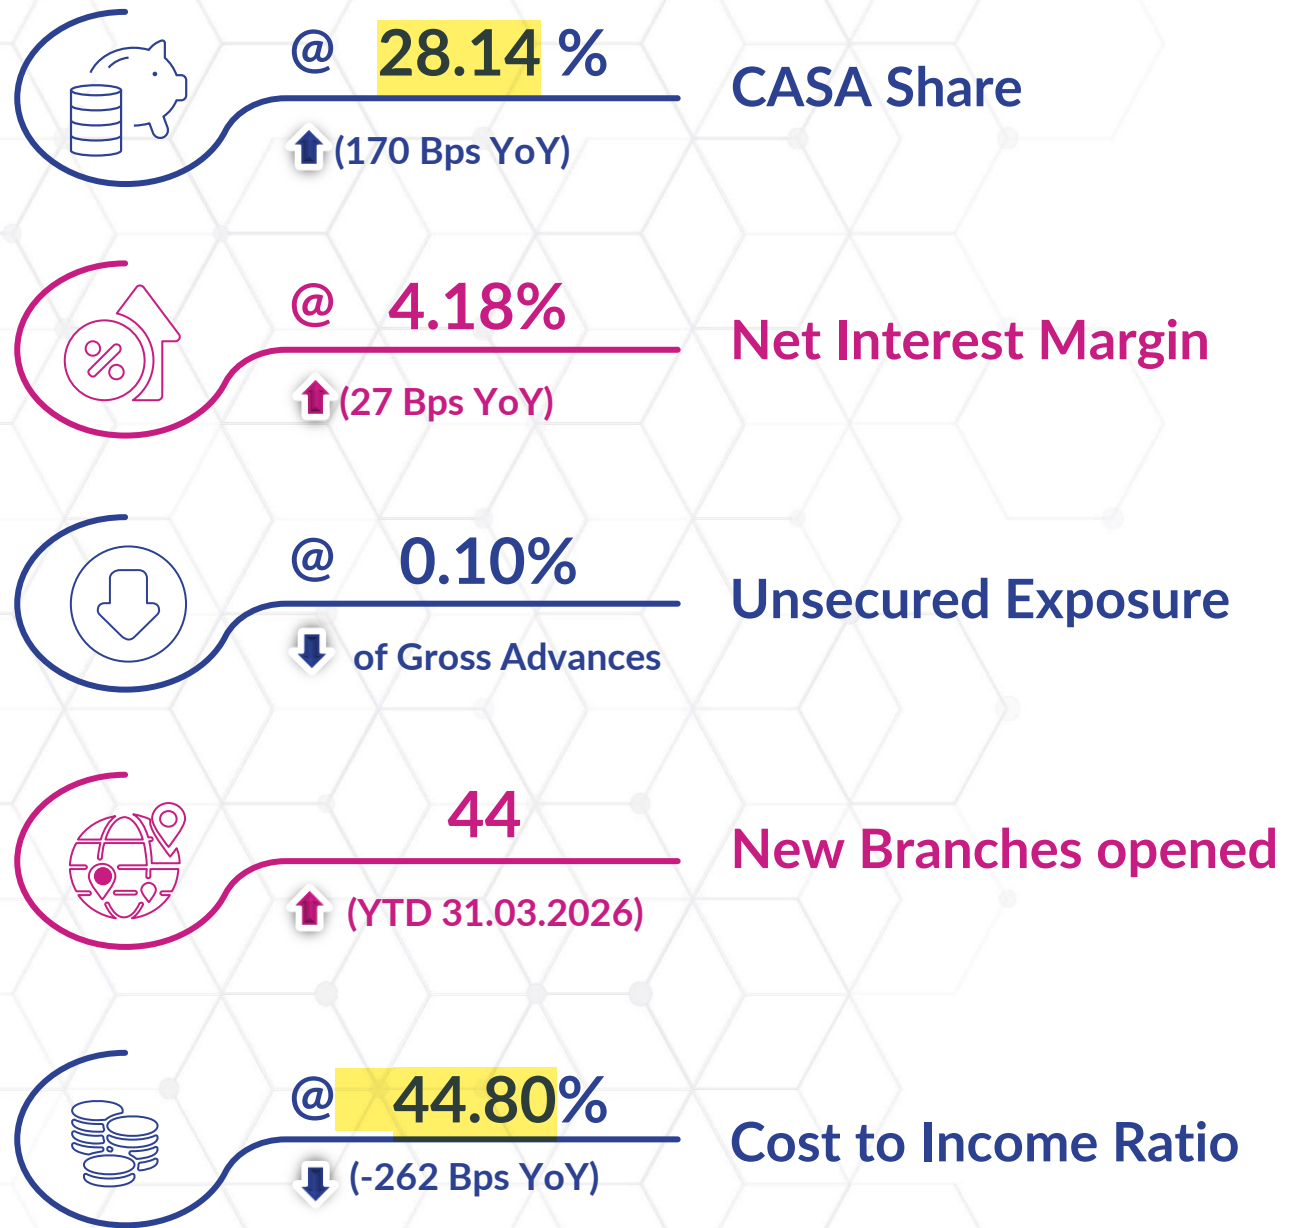 @ 28.14 %
CASA Share
(170 Bps YoY)
@ 4.18%
Net Interest Margin
(27 Bps YoY)
@ 0.10%
Unsecured Exposure
of Gross Advances
44
New Branches opened
(YTD 31.03.2026)
@ 44.80%
Cost to Income Ratio
(-262 Bps YoY)